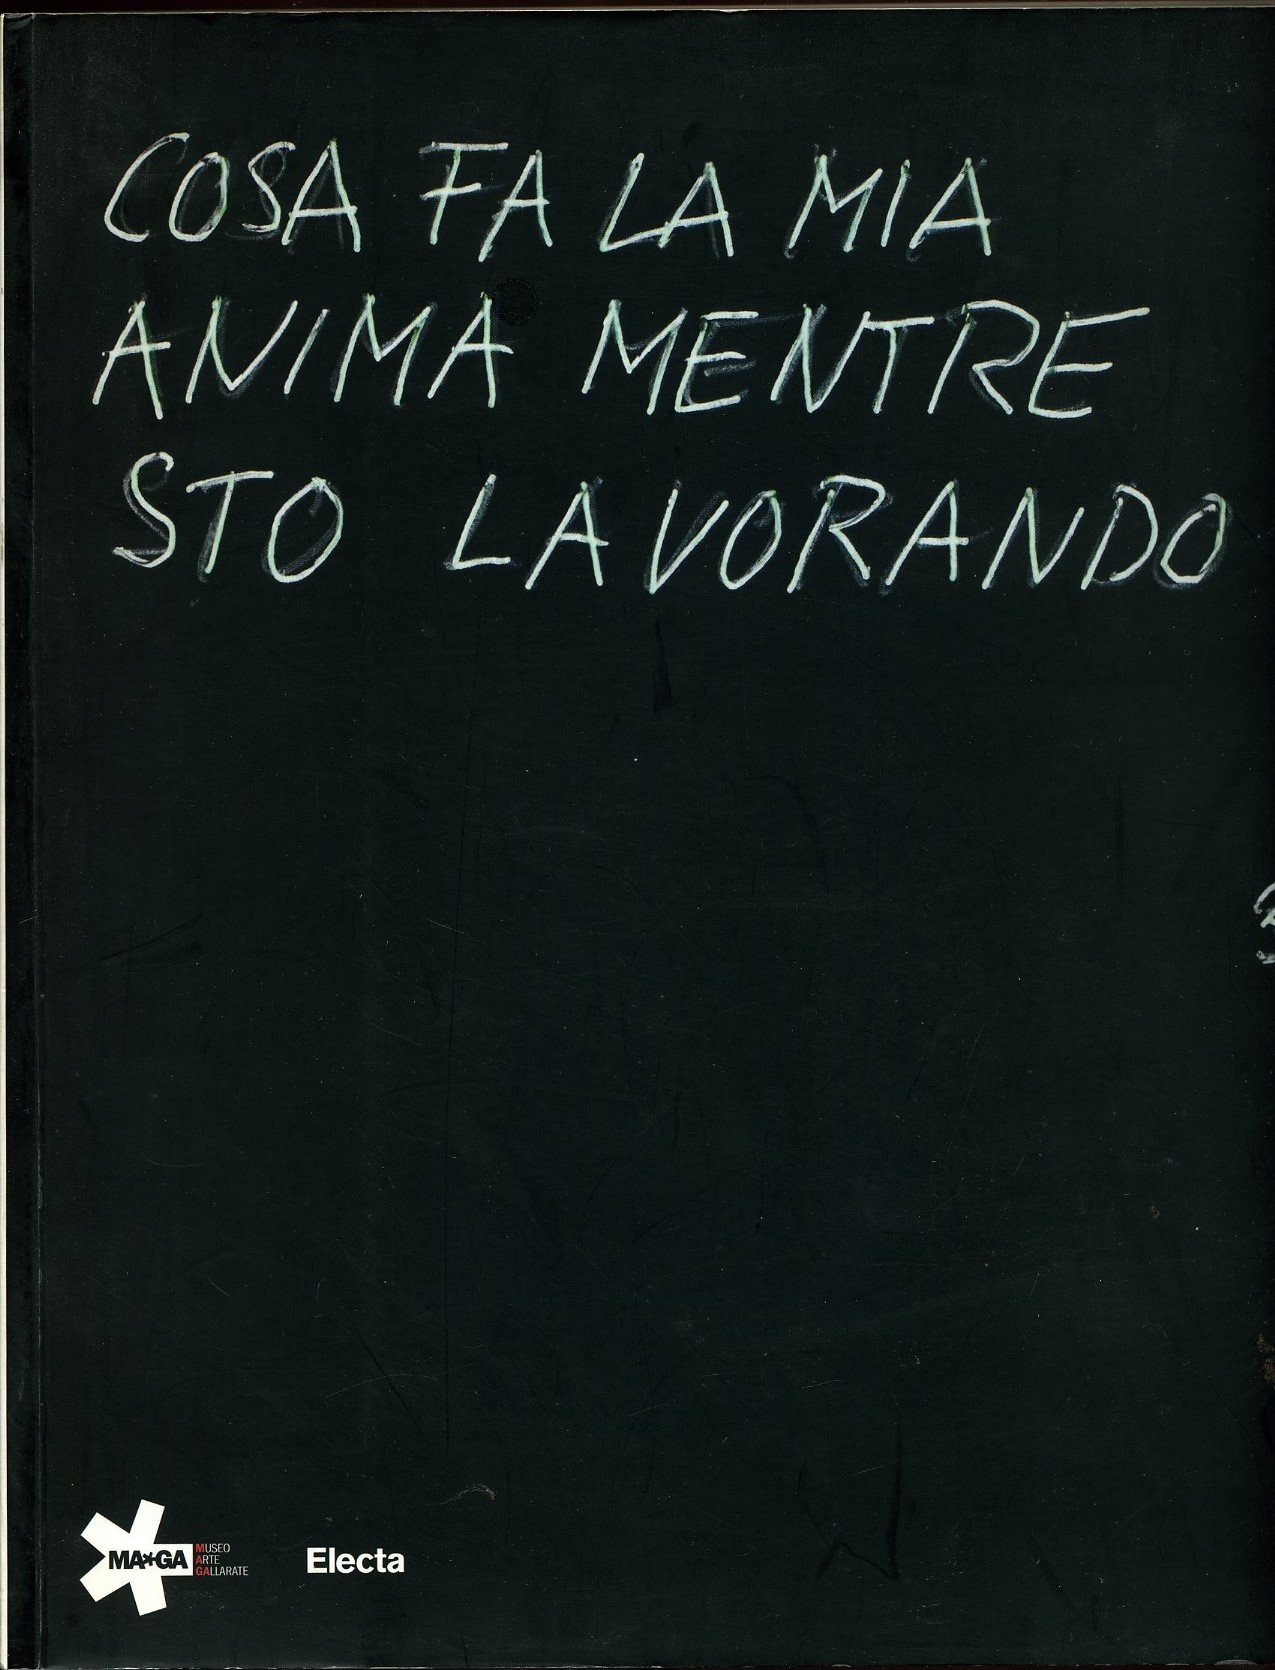 COSA FA LA MIA
ANIMA MENTRE
STO LAVORANDO
MA*GA
MUSEO
ARTE
GALLARATE
Electa